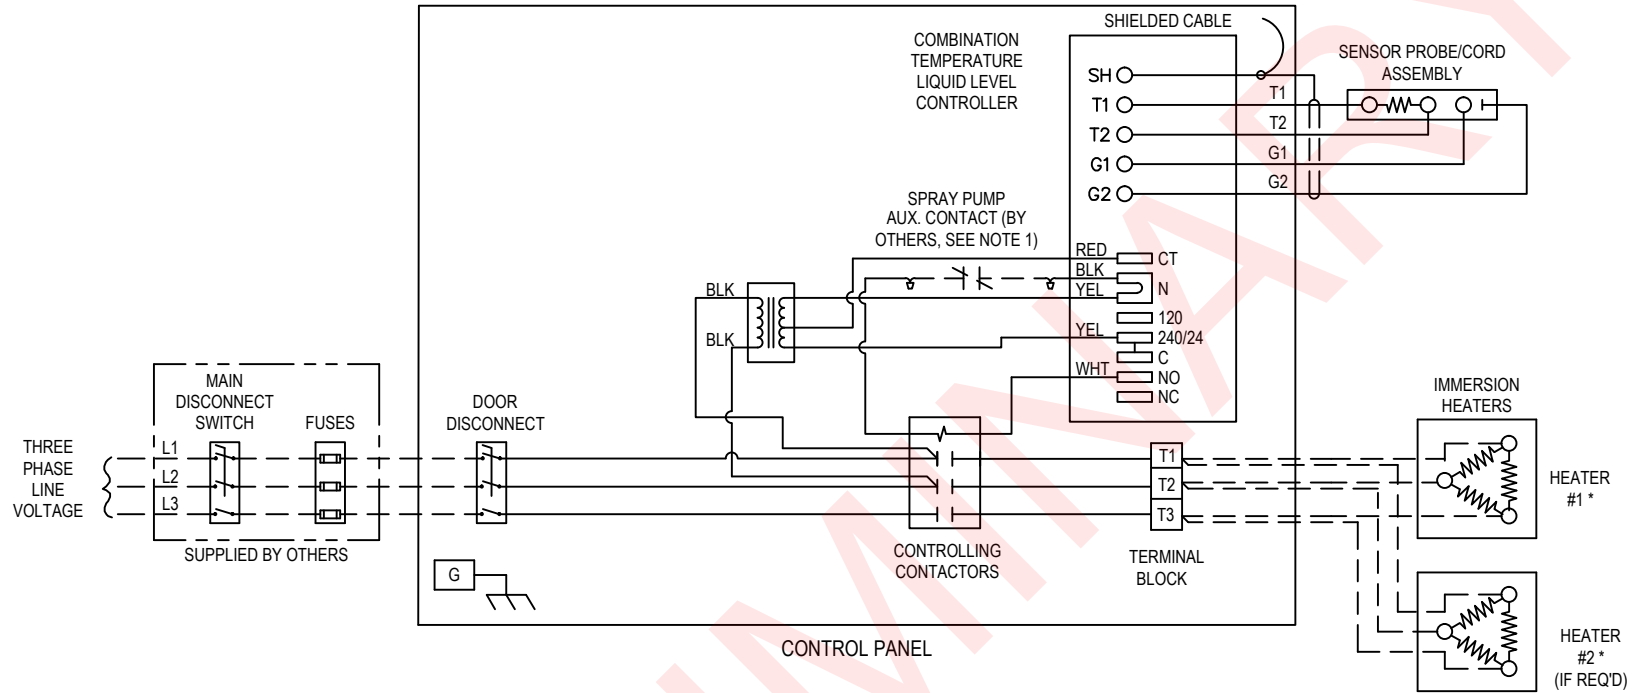 SHIELDED CABLE
COMBINATION
TEMPERATURE
LIQUID LEVEL
CONTROLLER
SENSOR PROBE/CORD
ASSEMBLY
SH
T1
T2
G1
G2
T1
T2
G1
G2
SPRAY PUMP
AUX. CONTACT (BY
OTHERS, SEE NOTE 1)
RED
BLK
YEL
YEL
WHT
CT
N
120
240/24
C
NO
NC
BLK
BLK
MAIN
DISCONNECT
SWITCH
FUSES
DOOR
DISCONNECT
THREE
PHASE
LINE
VOLTAGE
L1
L2
L3
SUPPLIED BY OTHERS
G
CONTROLLING
CONTACTORS
T1
T2
T3
TERMINAL
BLOCK
IMMERSION
HEATERS
HEATER
#1 *
HEATER
#2 *
(IF REQ'D)
CONTROL PANEL